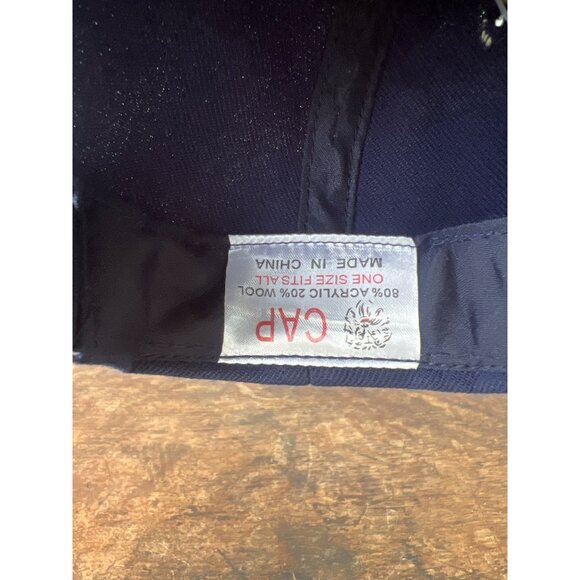 CAP
80% ACRYLIC 20% WOOL
ONE SIZE FITS ALL
MADE IN CHINA